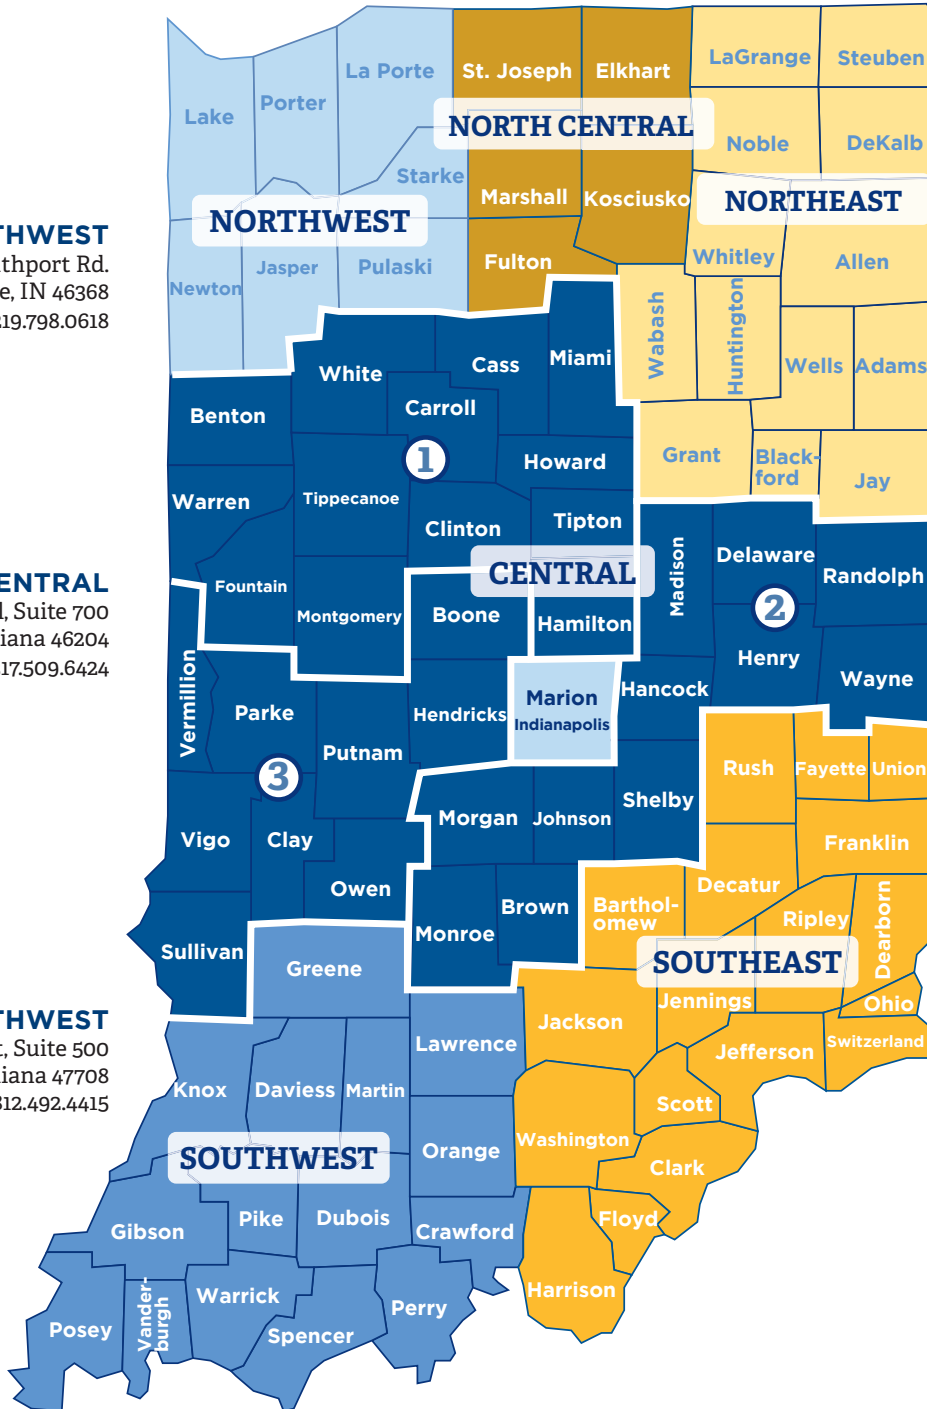 St. Joseph
Elkhart
LaGrange
Steuben
La Porte
Porter
Lake
NORTH CENTRAL
Noble
DeKalb
Starke
Marshall
Kosciusko
NORTHEAST
NORTHWEST
THWEST
thport Rd.
e, IN 46368
19.798.0618
Newton
Jasper
Pulaski
Fulton
Whitley
Allen
Wabash
Huntington
Wells
Adams
White
Cass
Miami
Benton
Carroll
1
Howard
Grant
Black-
ford
Jay
Warren
Tippecanoe
Clinton
Tipton
CENTRAL
Madison
Delaware
Randolph
ENTRAL
l, Suite 700
iana 46204
17.509.6424
Fountain
Montgomery
Boone
Hamilton
2
Henry
Wayne
Vermillion
Parke
Hendricks
Marion
Indianapolis
Hancock
Putnam
3
Rush
Fayette
Union
Vigo
Clay
Morgan
Johnson
Shelby
Franklin
Owen
Brown
Barthol-
omew
Decatur
Ripley
Dearborn
Sullivan
Monroe
Greene
SOUTHEAST
Jennings
Ohio
THWEST
t, Suite 500
iana 47708
812.492.4415
Lawrence
Jackson
Jefferson
Switzerland
Knox
Daviess
Martin
Scott
SOUTHWEST
Orange
Washington
Clark
Gibson
Pike
Dubois
Crawford
Floyd
Posey
Vander-
burgh
Warrick
Spencer
Perry
Harrison